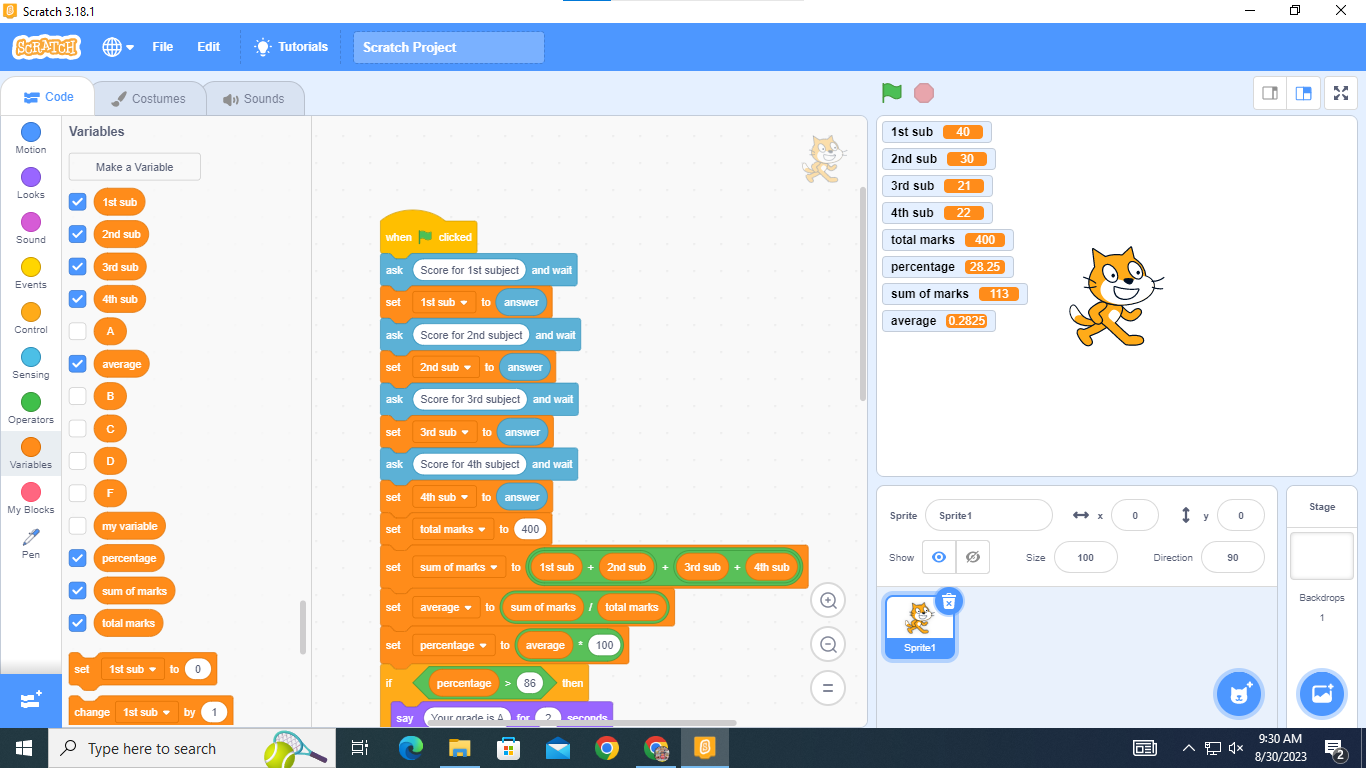 Scratch 3.18.1
SCRATCH File Edit Tutorials Scratch Project
Code Costumes Sounds
Motion
Looks
Sound
Events
Control
Sensing
Operators
Variables
My Blocks
Pen
Variables
Make a Variable
1st sub
2nd sub
3rd sub
4th sub
A
average
B
C
D
F
my variable
percentage
sum of marks
total marks
set 1st sub to 0
change 1st sub by 1
when clicked
ask Score for 1st subject and wait
set 1st sub to answer
ask Score for 2nd subject and wait
set 2nd sub to answer
ask Score for 3rd subject and wait
set 3rd sub to answer
ask Score for 4th subject and wait
set 4th sub to answer
set total marks to 400
set sum of marks to 1st sub + 2nd sub + 3rd sub + 4th sub
set average to sum of marks / total marks
set percentage to average * 100
if percentage > 86 then
say Your grade is A for 2 seconds
1st sub 40
2nd sub 30
3rd sub 21
4th sub 22
total marks 400
percentage 28.25
sum of marks 113
average 0.2825
Sprite Sprite1 x 0 y 0
Show Size 100 Direction 90
Sprite1
Stage
Backdrops
1
Type here to search
9:30 AM
8/30/2023
2